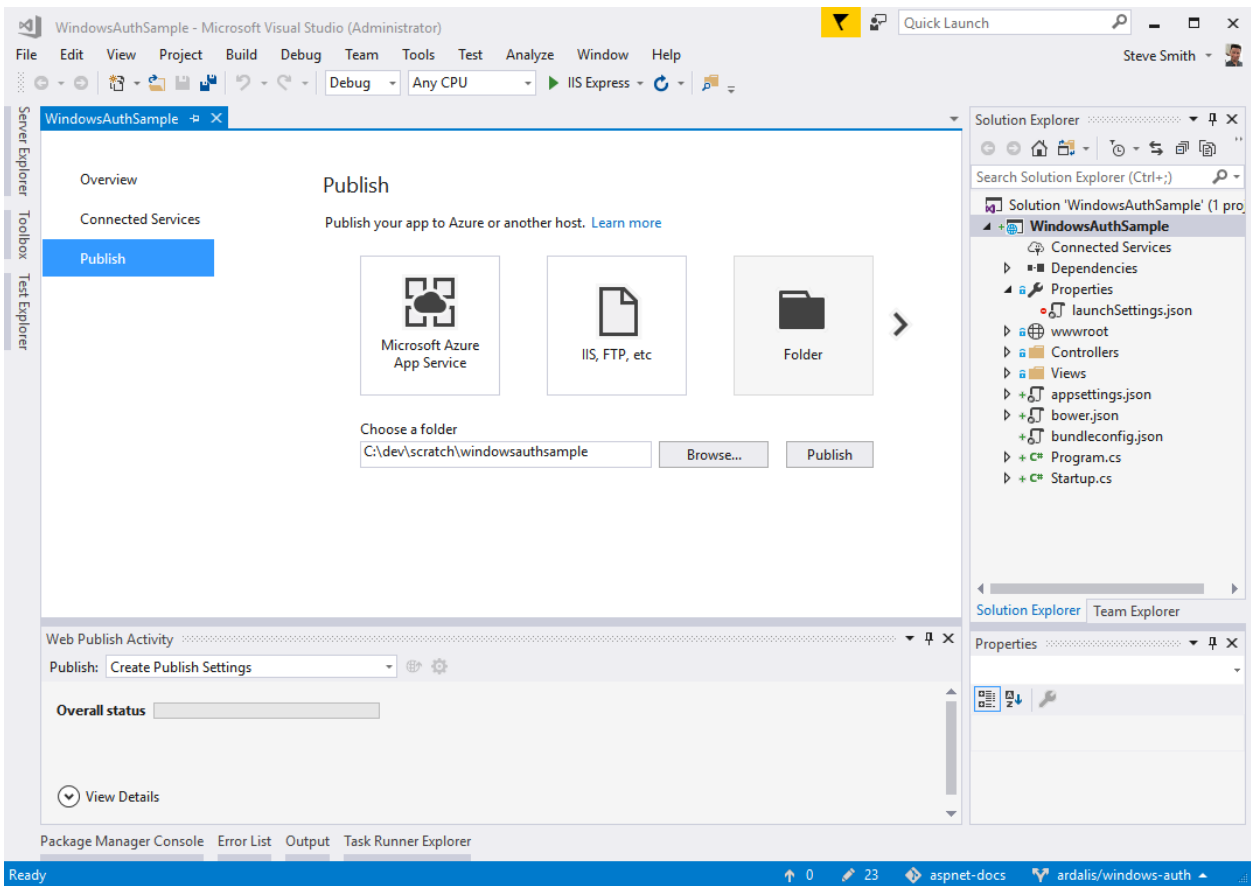 WindowsAuthSample - Microsoft Visual Studio (Administrator)
Quick Launch
File Edit View Project Build Debug Team Tools Test Analyze Window Help
Steve Smith
Debug Any CPU IIS Express
Server Explorer
Toolbox
Test Explorer
WindowsAuthSample
Overview
Connected Services
Publish
Publish
Publish your app to Azure or another host. Learn more
Microsoft Azure
App Service
IIS, FTP, etc
Folder
Choose a folder
C:\dev\scratch\windowsauthsample
Browse...
Publish
Solution Explorer
Search Solution Explorer (Ctrl+;)
Solution 'WindowsAuthSample' (1 proj
WindowsAuthSample
Connected Services
Dependencies
Properties
launchSettings.json
wwwroot
Controllers
Views
appsettings.json
bower.json
bundleconfig.json
C# Program.cs
C# Startup.cs
Solution Explorer Team Explorer
Web Publish Activity
Publish: Create Publish Settings
Overall status
View Details
Properties
Package Manager Console Error List Output Task Runner Explorer
Ready
0 23 aspnet-docs ardalis/windows-auth